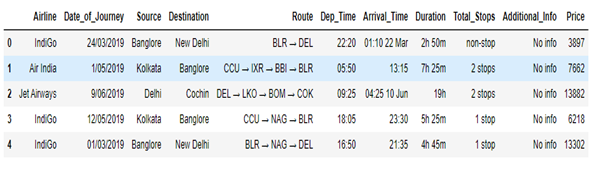 Airline Date_of_Journey Source Destination Route Dep_Time Arrival_Time Duration Total_Stops Additional_Info Price
0 IndiGo 24/03/2019 Banglore New Delhi BLR → DEL 22:20 01:10 22 Mar 2h 50m non-stop No info 3897
1 Air India 1/05/2019 Kolkata Banglore CCU → IXR → BBI → BLR 05:50 13:15 7h 25m 2 stops No info 7662
2 Jet Airways 9/06/2019 Delhi Cochin DEL → LKO → BOM → COK 09:25 04:25 10 Jun 19h 2 stops No info 13882
3 IndiGo 12/05/2019 Kolkata Banglore CCU → NAG → BLR 18:05 23:30 5h 25m 1 stop No info 6218
4 IndiGo 01/03/2019 Banglore New Delhi BLR → NAG → DEL 16:50 21:35 4h 45m 1 stop No info 13302